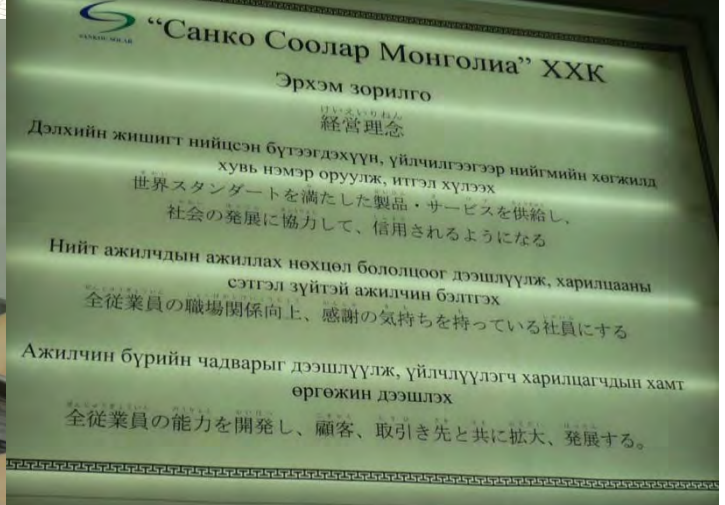 SANKOU SOLAR
“Санко Соолар Монголиа” ХХК
Эрхэм зорилго
けいえいりねん
経営理念
Дэлхийн жишигт нийцсэн бүтээгдэхүүн, үйлчилгээгээр нийгмийн хөгжилд
хувь нэмэр оруулж, итгэл хүлээх
世界スタンダートを満たした製品・サービスを供給し、
社会の発展に協力して、信用されるようになる
Нийт ажилчдын ажиллах нөхцөл бололцоог дээшлүүлж, харилцааны
сэтгэл зүйтэй ажилчин бэлтгэх
全従業員の職場関係向上、感謝の気持ちを持っている社員にする
Ажилчин бүрийн чадварыг дээшлүүлж, үйлчлүүлэгч харилцагчдын хамт
өргөжин дээшлэх
全従業員の能力を開発し、顧客、取引き先と共に拡大、発展する。